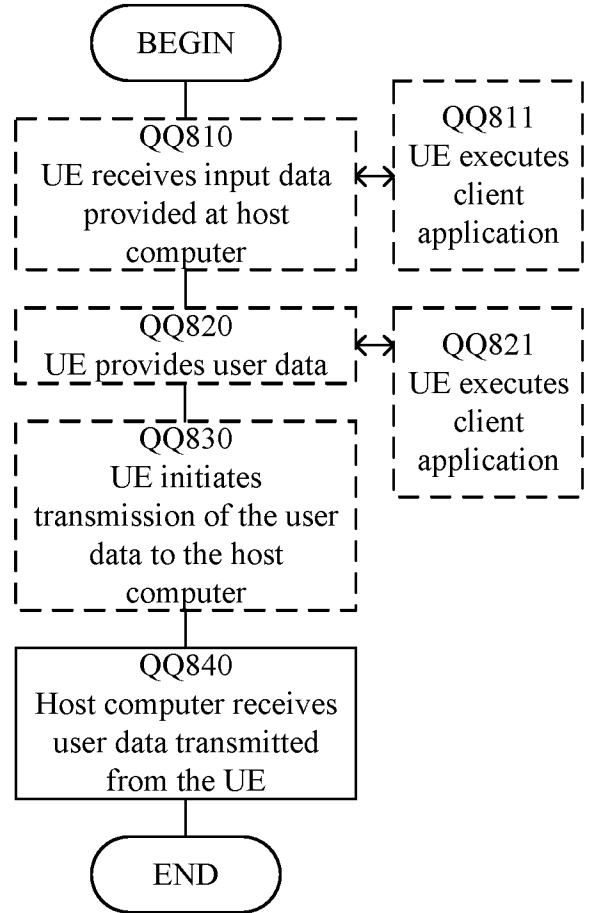 BEGIN
QQ810
UE receives input data
provided at host
computer
QQ811
UE executes
client
application
QQ820
UE provides user data
QQ821
UE executes
client
application
QQ830
UE initiates
transmission of the user
data to the host
computer
QQ840
Host computer receives
user data transmitted
from the UE
END